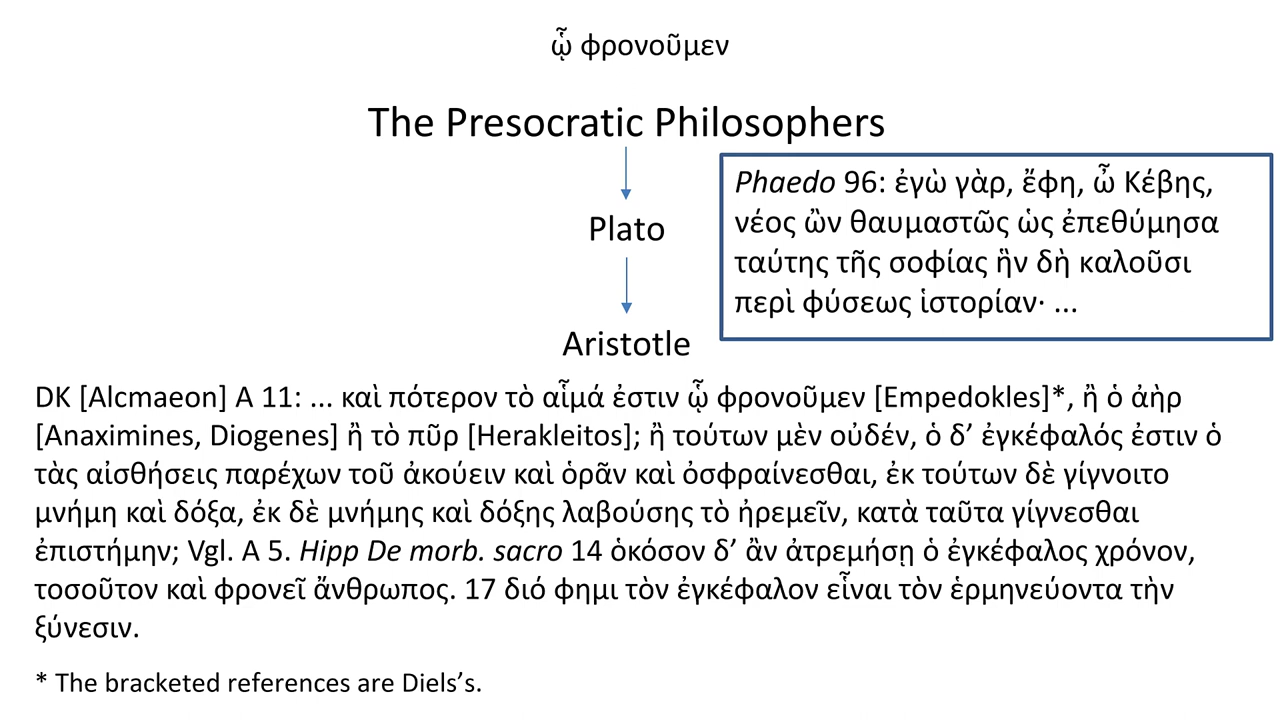 ᾧ φρονοῦμεν
The Presocratic Philosophers
Plato
Phaedo 96: ἐγὼ γὰρ, ἔφη, ὦ Κέβης,
νέος ὢν θαυμαστῶς ὡς ἐπεθύμησα
ταύτης τῆς σοφίας ἣν δὴ καλοῦσι
περὶ φύσεως ἱστορίαν· ...
Aristotle
DK [Alcmaeon] A 11: ... καὶ πότερον τὸ αἷμά ἐστιν ᾧ φρονοῦμεν [Empedokles]*, ἢ ὁ ἀὴρ
[Anaximines, Diogenes] ἢ τὸ πῦρ [Herakleitos]; ἢ τούτων μὲν οὐδέν, ὁ δ’ ἐγκέφαλός ἐστιν ὁ
τὰς αἰσθήσεις παρέχων τοῦ ἀκούειν καὶ ὁρᾶν καὶ ὀσφραίνεσθαι, ἐκ τούτων δὲ γίγνοιτο
μνήμη καὶ δόξα, ἐκ δὲ μνήμης καὶ δόξης λαβούσης τὸ ἠρεμεῖν, κατὰ ταῦτα γίγνεσθαι
ἐπιστήμην; Vgl. A 5. Hipp De morb. sacro 14 ὁκόσον δ’ ἂν ἀτρεμήσῃ ὁ ἐγκέφαλος χρόνον,
τοσοῦτον καὶ φρονεῖ ἄνθρωπος. 17 διό φημι τὸν ἐγκέφαλον εἶναι τὸν ἑρμηνεύοντα τὴν
ξύνεσιν.
* The bracketed references are Diels’s.